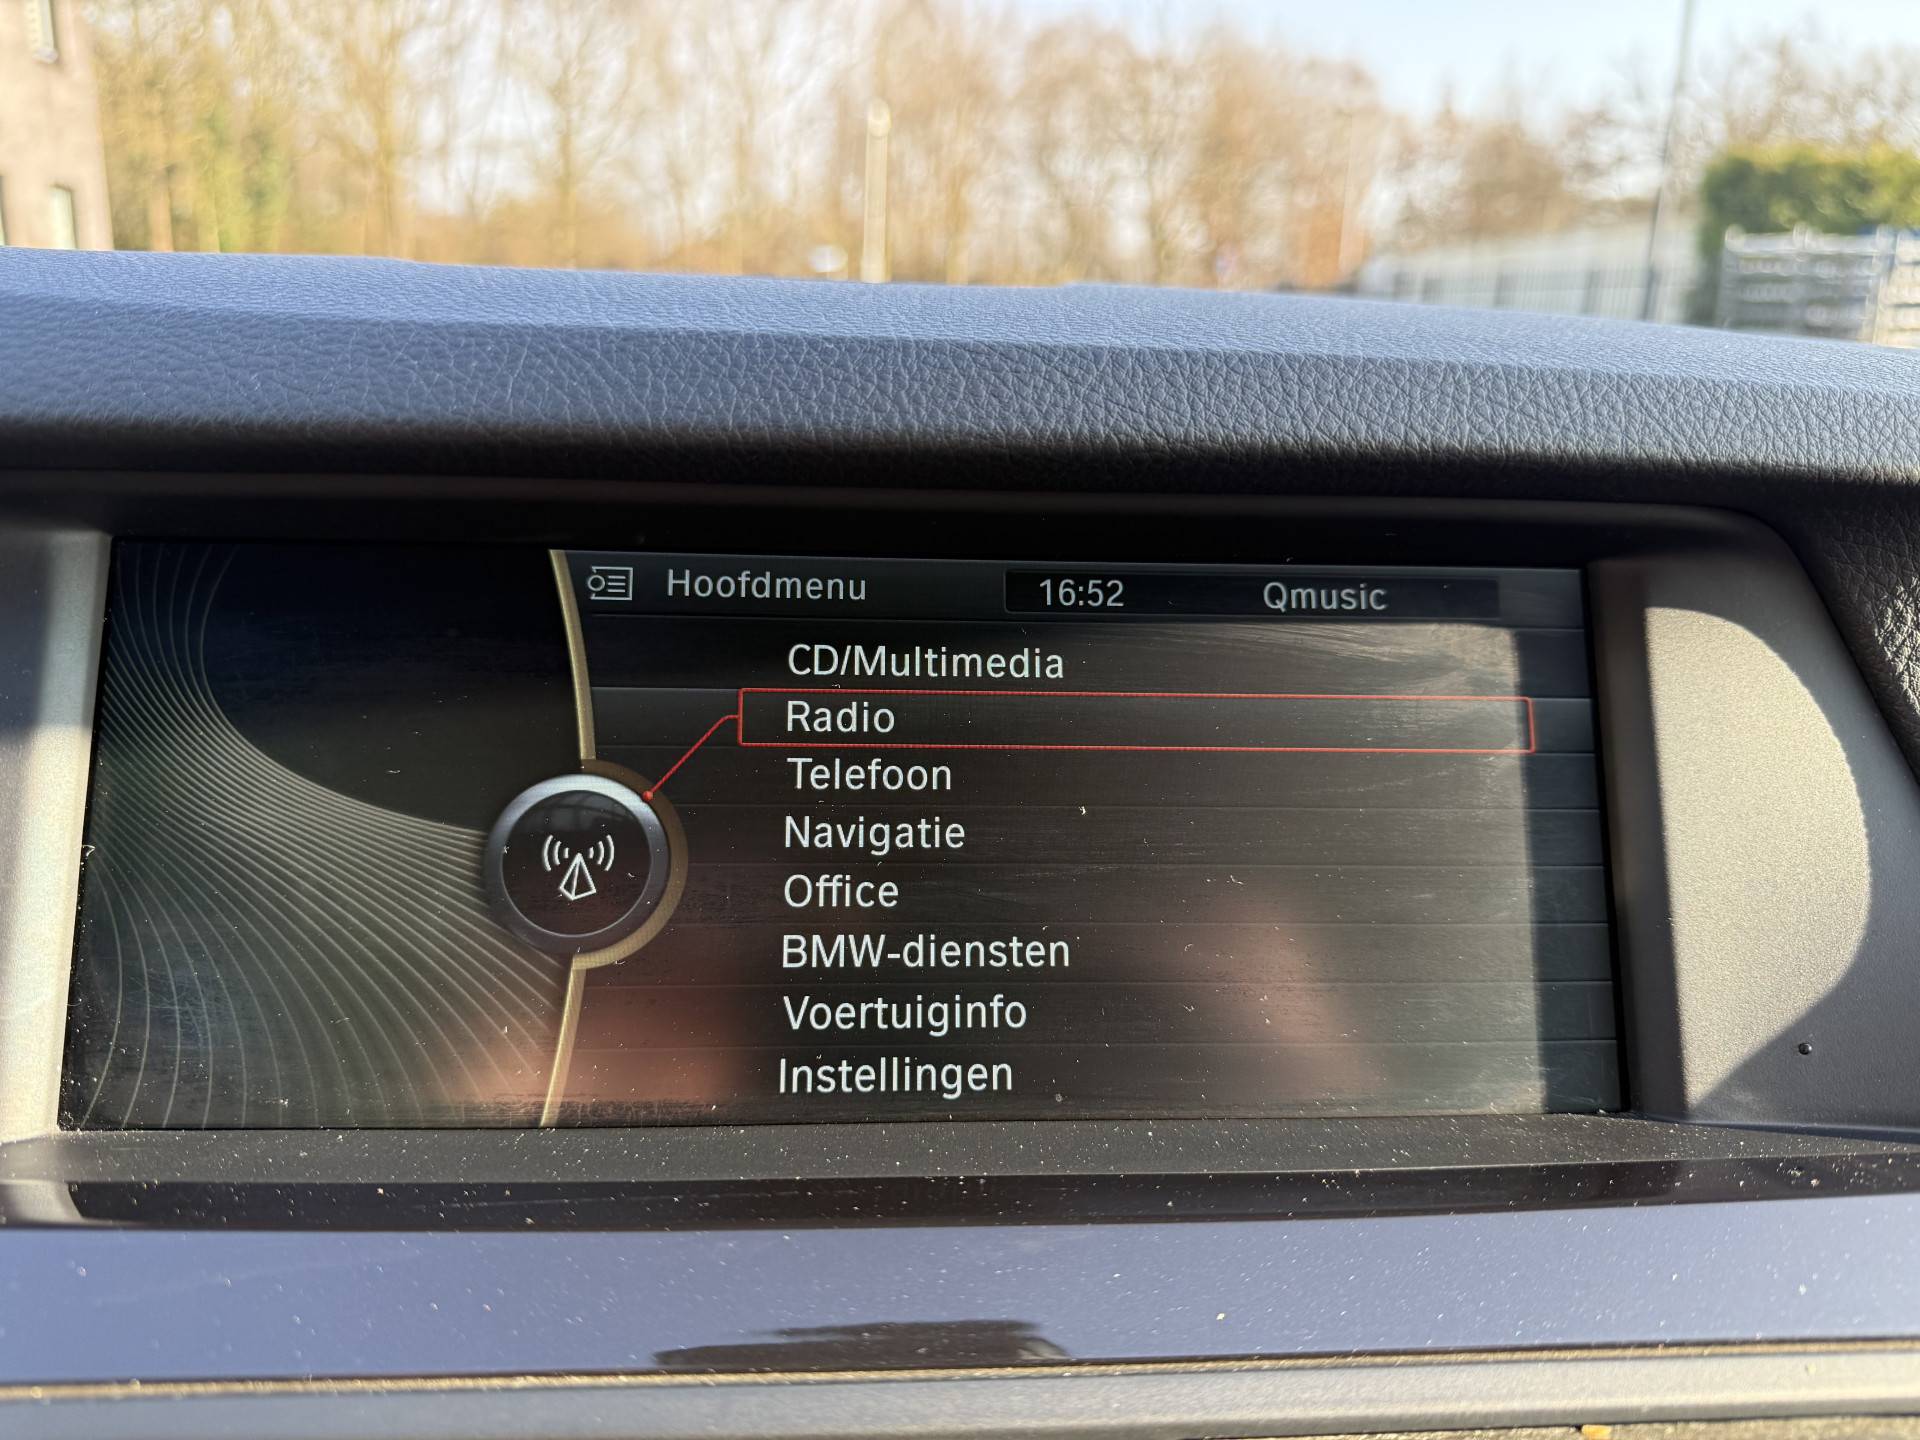 Hoofdmenu 16:52 Qmusic
CD/Multimedia
Radio
Telefoon
Navigatie
Office
BMW-diensten
Voertuiginfo
Instellingen